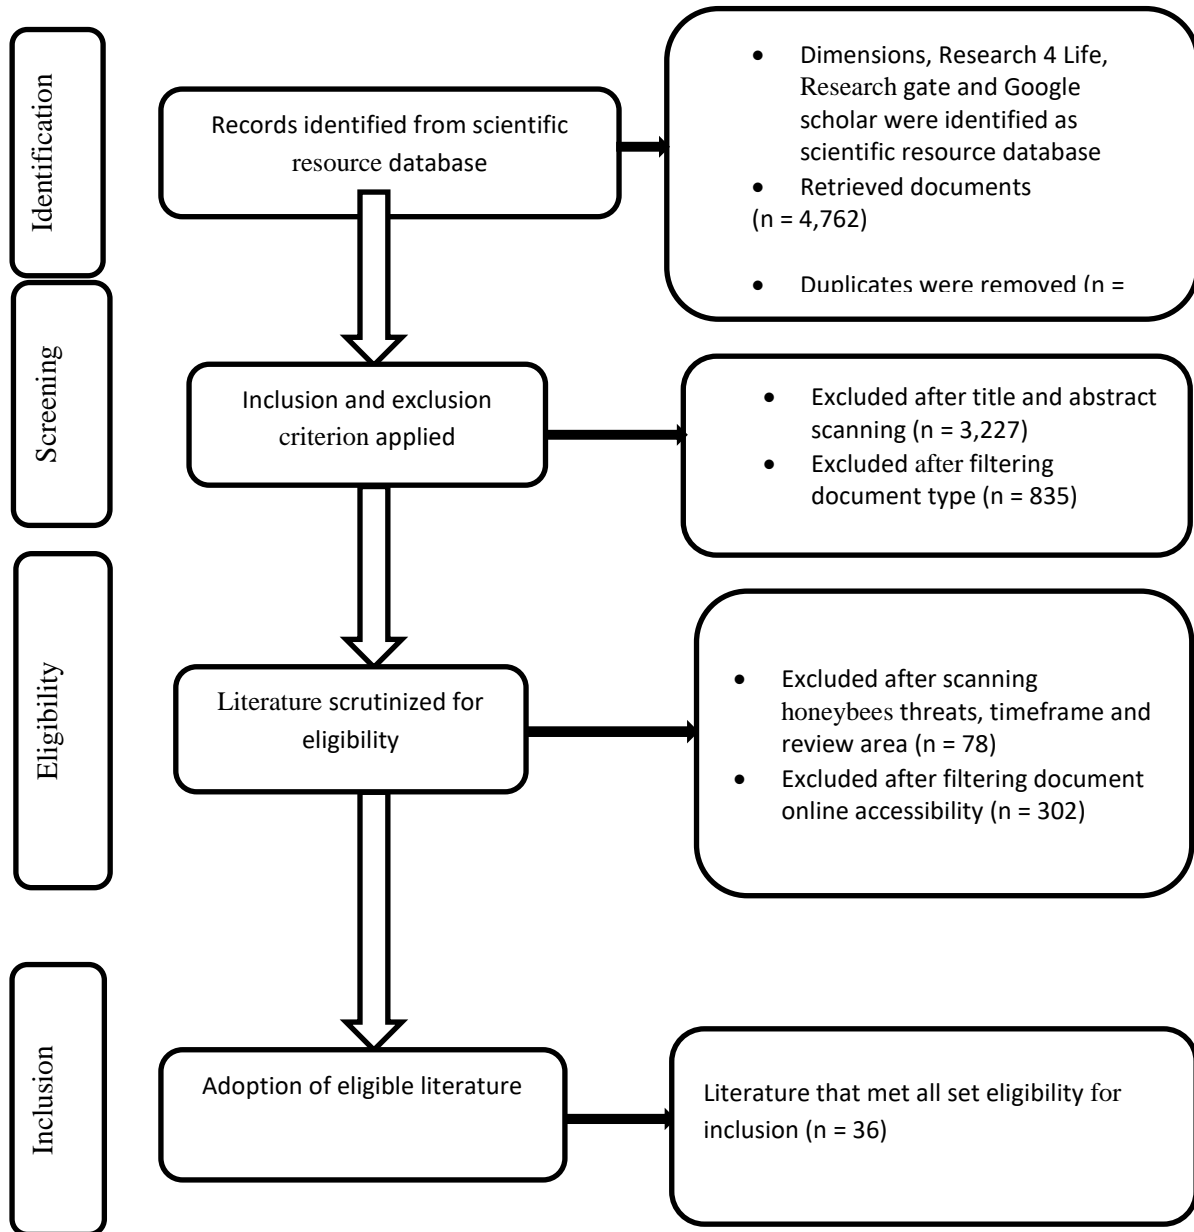 Identification
Records identified from scientific
resource database
• Dimensions, Research 4 Life,
Research gate and Google
scholar were identified as
scientific resource database
• Retrieved documents
(n = 4,762)
• Duplicates were removed (n =
Screening
Inclusion and exclusion
criterion applied
• Excluded after title and abstract
scanning (n = 3,227)
• Excluded after filtering
document type (n = 835)
Eligibility
Literature scrutinized for
eligibility
• Excluded after scanning
honeybees threats, timeframe and
review area (n = 78)
• Excluded after filtering document
online accessibility (n = 302)
Inclusion
Adoption of eligible literature
Literature that met all set eligibility for
inclusion (n = 36)